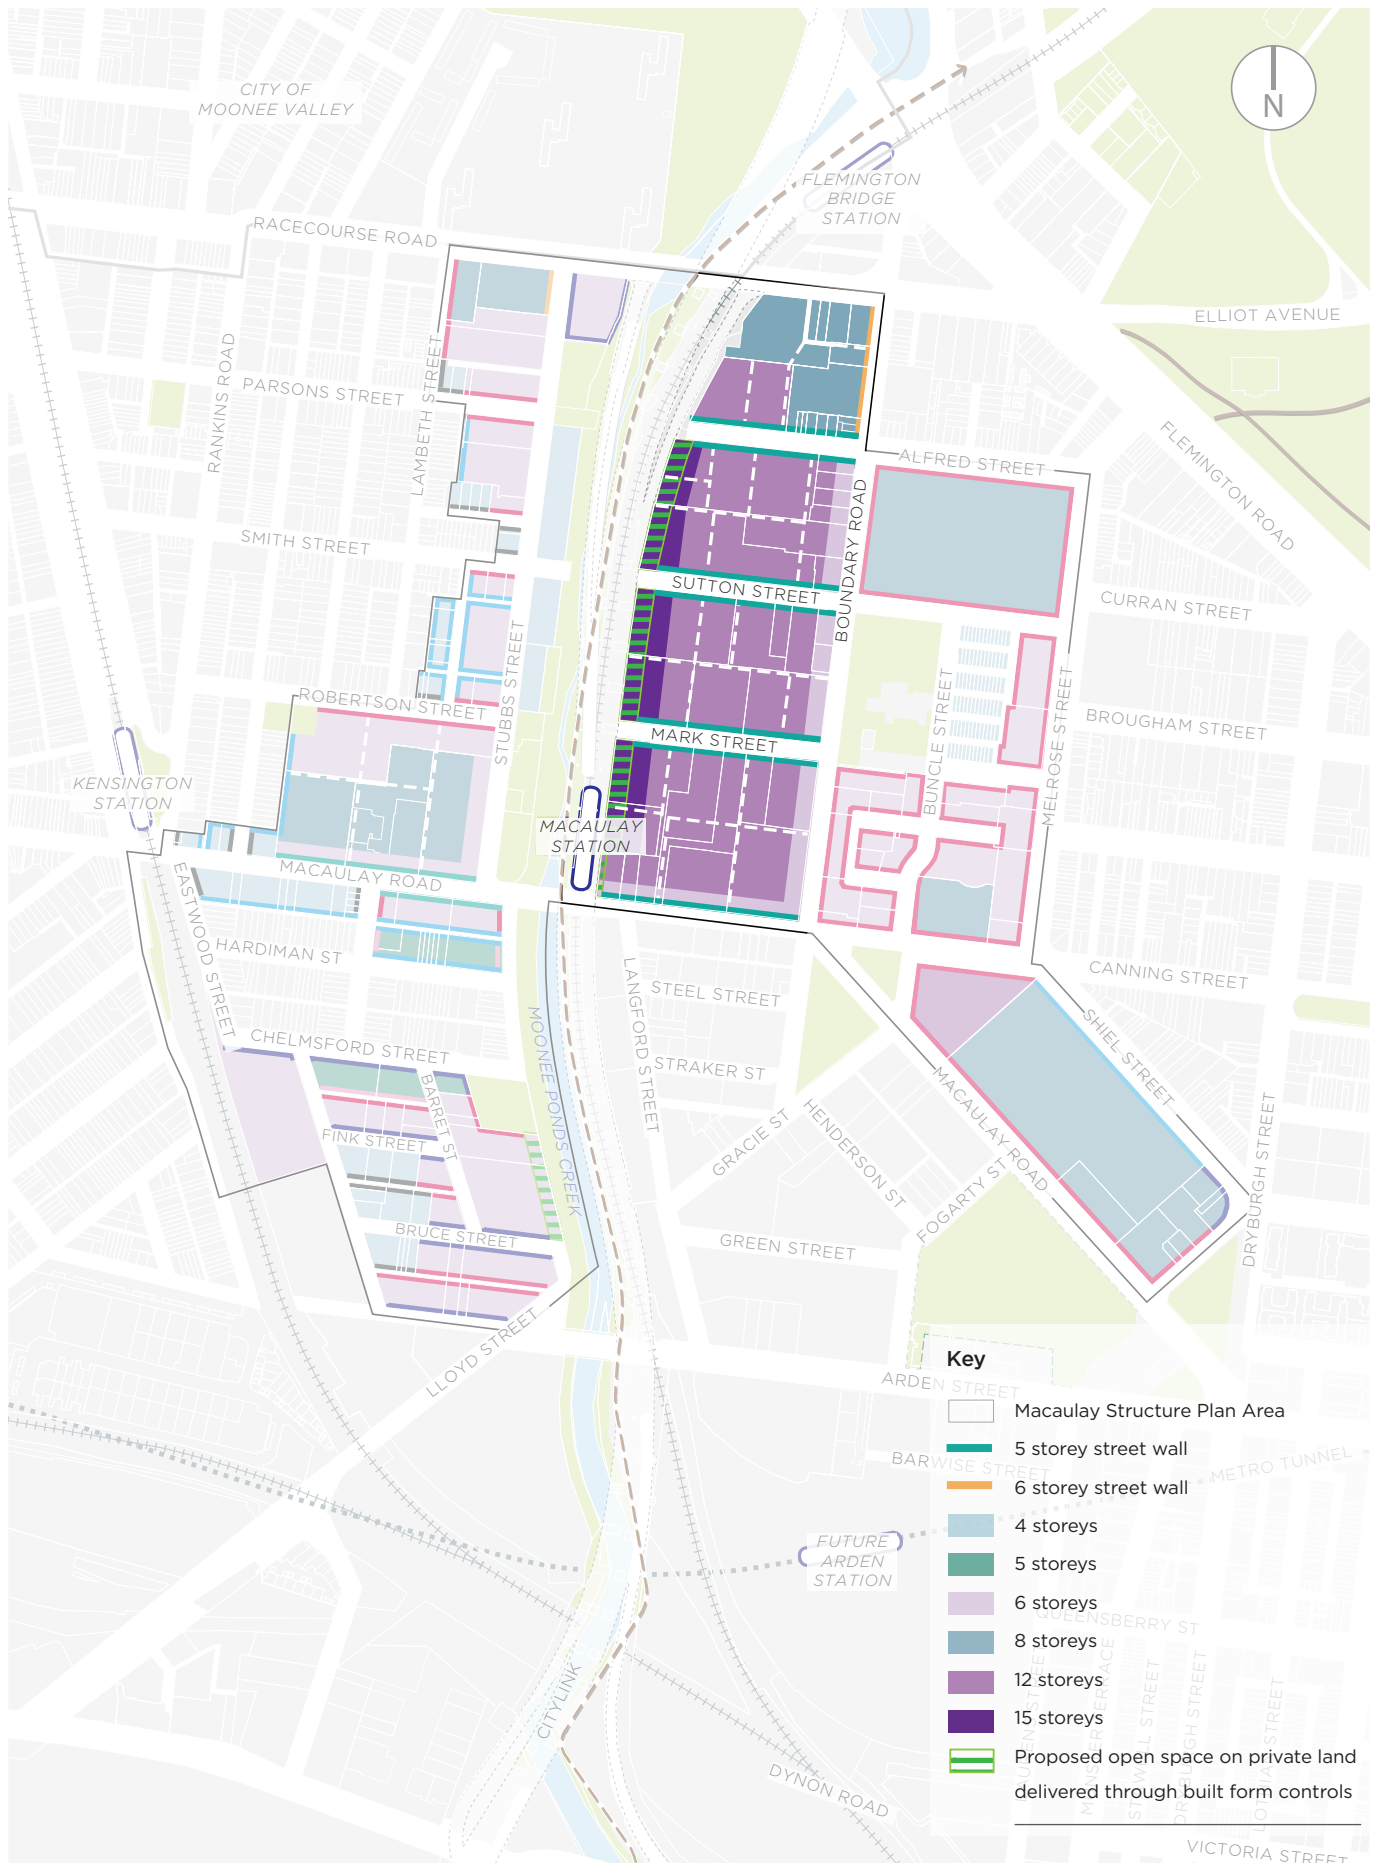 CITY OF
MOONEE VALLEY
N
FLEMINGTON
BRIDGE
STATION
RACECOURSE ROAD
ELLIOT AVENUE
RANKINS ROAD
PARSONS STREET
LAMBETH STREET
FLEMINGTON ROAD
ALFRED STREET
BOUNDARY ROAD
SMITH STREET
SUTTON STREET
CURRAN STREET
STUBBS STREET
BUNCLE STREET
MELROSE STREET
ROBERTSON STREET
BROUGHAM STREET
MARK STREET
KENSINGTON
STATION
MACAULAY
STATION
MACAULAY ROAD
EASTWOOD STREET
HARDIMAN ST
LANGFORD STREET
STEEL STREET
CANNING STREET
SHIEL STREET
MOONEE PONDS CREEK
CHELMSFORD STREET
STRAKER ST
BARRET ST
MACAULAY ROAD
GRACIE ST
HENDERSON ST
FINK STREET
FOGARTY ST
DRYBURGH STREET
BRUCE STREET
GREEN STREET
LLOYD STREET
ARDEN STREET
BARWISE STREET
METRO TUNNEL
FUTURE
ARDEN
STATION
QUEENSBERRY ST
CITYLINK
DYNON ROAD
STAWELL STREET
DRYBURGH STREET
LOTHIAN STREET
VICTORIA STREET
Key
Macaulay Structure Plan Area
5 storey street wall
6 storey street wall
4 storeys
5 storeys
6 storeys
8 storeys
12 storeys
15 storeys
Proposed open space on private land
delivered through built form controls